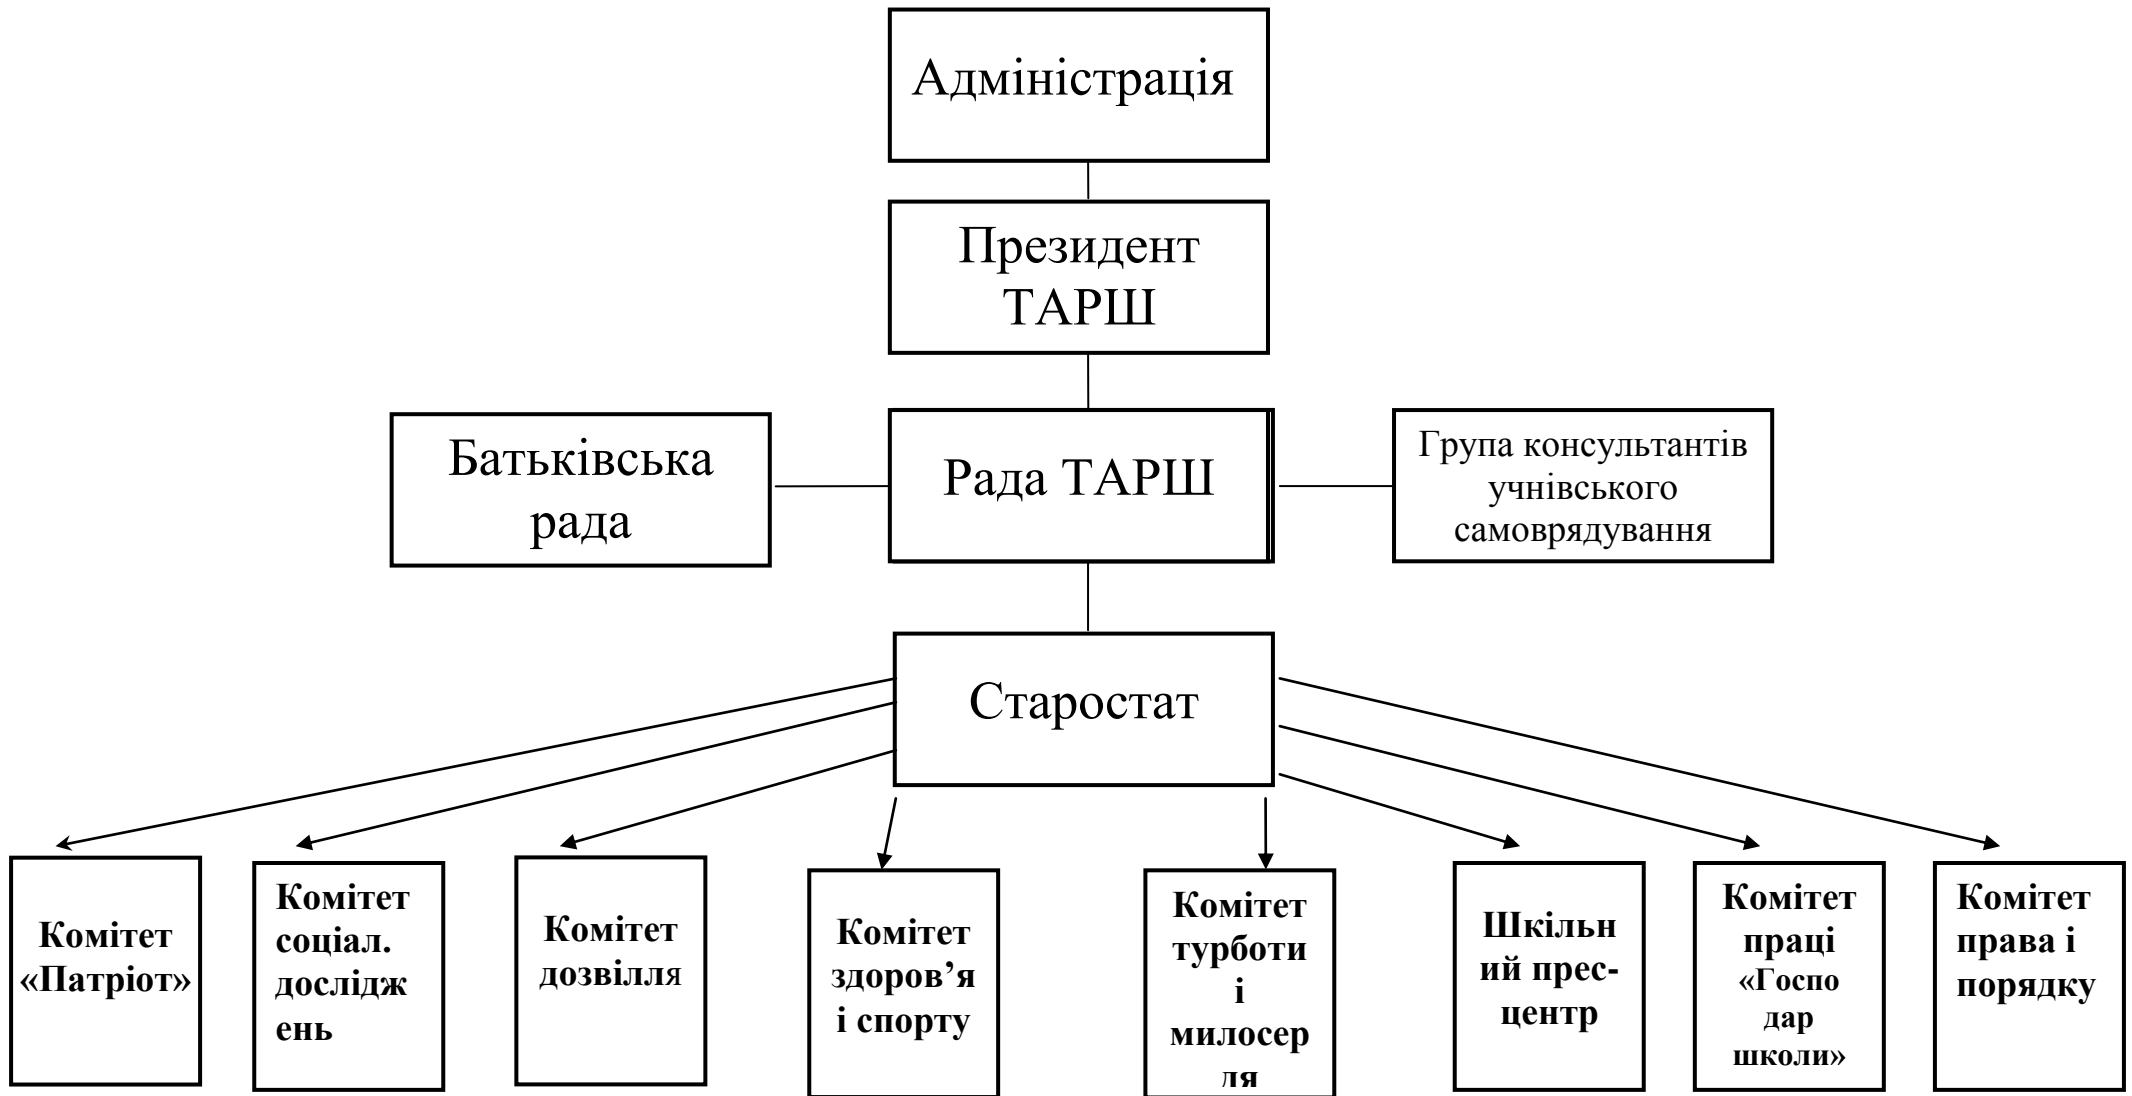 Адміністрація
Президент
ТАРШ
Батьківська
рада
Рада ТАРШ
Група консультантів
учнівського
самоврядування
Старостат
Комітет
«Патріот»
Комітет
соціал.
дослідж
ень
Комітет
дозвілля
Комітет
здоров’я
і спорту
Комітет
турботи
і
милосер
дя
Шкільн
ий прес-
центр
Комітет
праці
«Госпо
дар
школи»
Комітет
права і
порядку